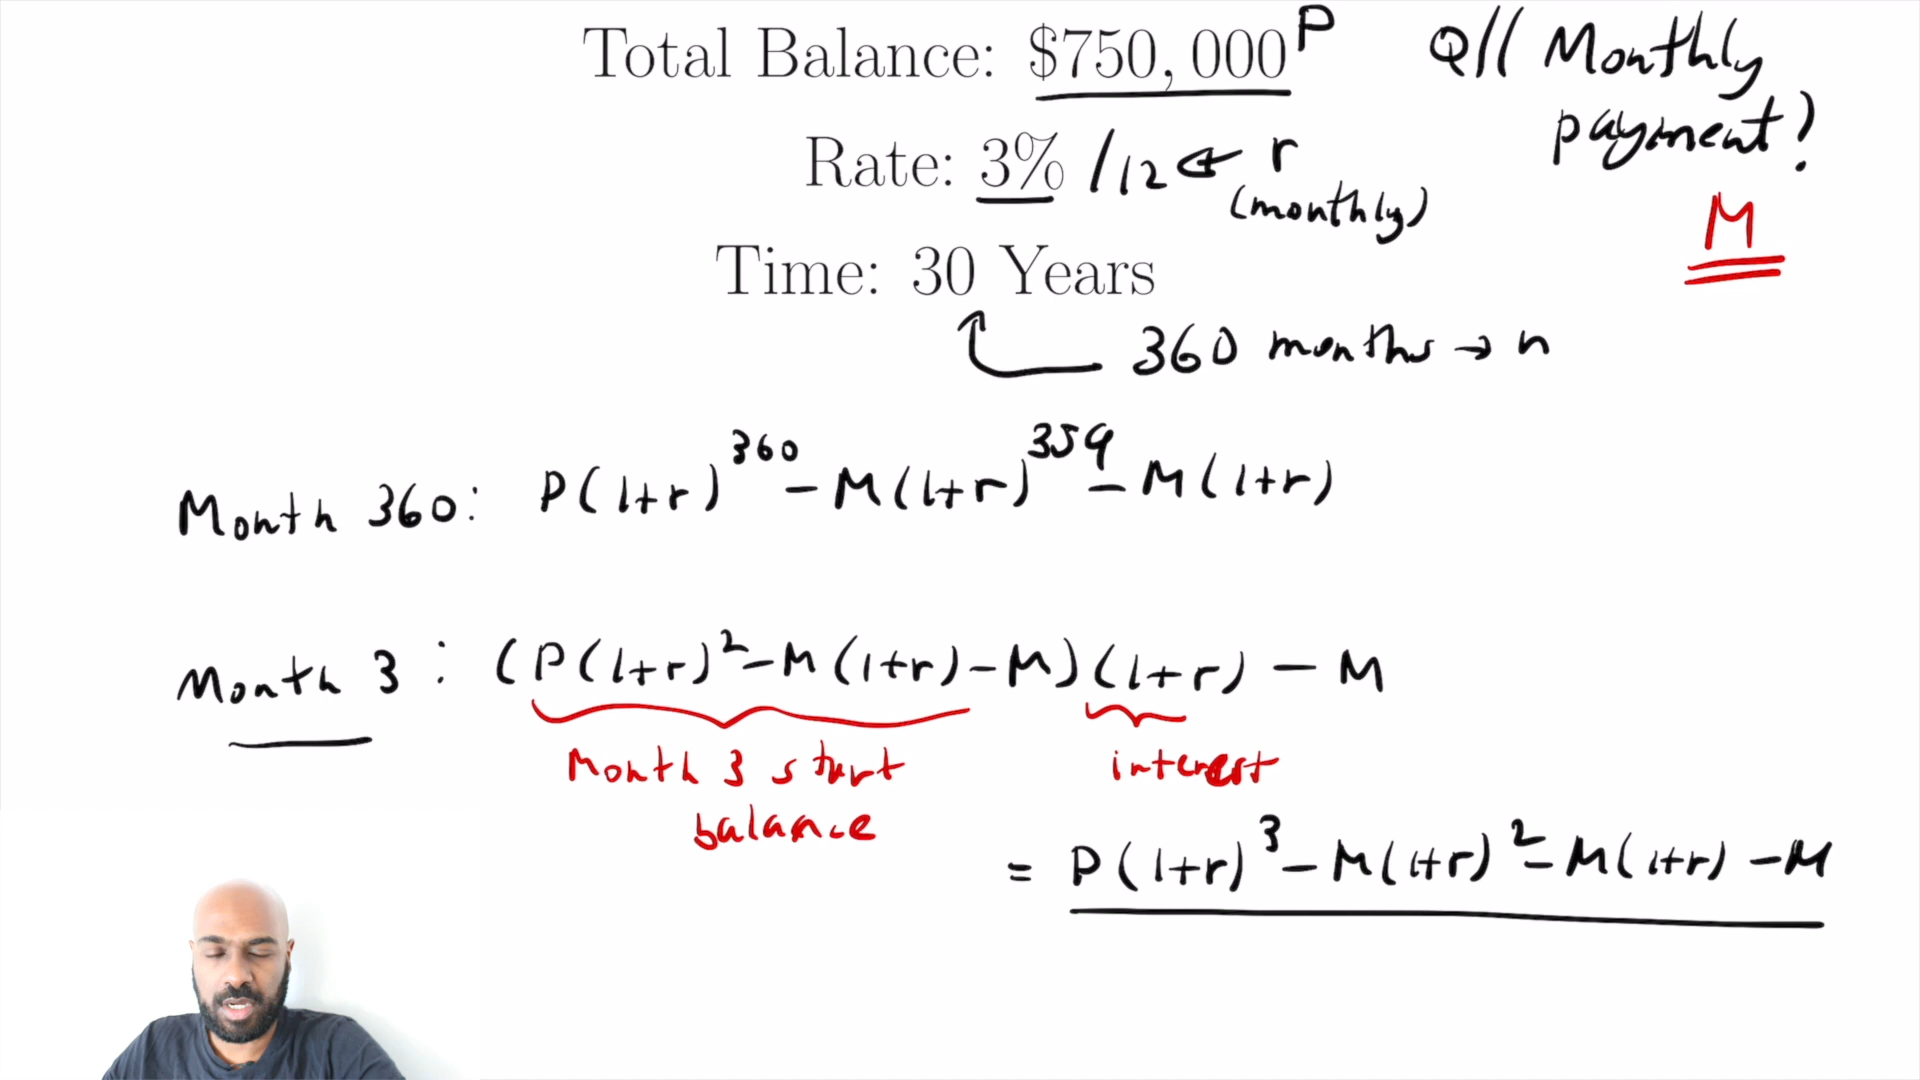 Total Balance: $750,000 P
Q// Monthly payment?
Rate: 3% /12 ← r
(monthly)
M
Time: 30 Years
360 months → n
Month 360: P(1+r)^360 - M(1+r)^359 - M(1+r)
Month 3: (P(1+r)^2 - M(1+r) - M)(1+r) - M
Month 3 start balance
interest
= P(1+r)^3 - M(1+r)^2 - M(1+r) - M